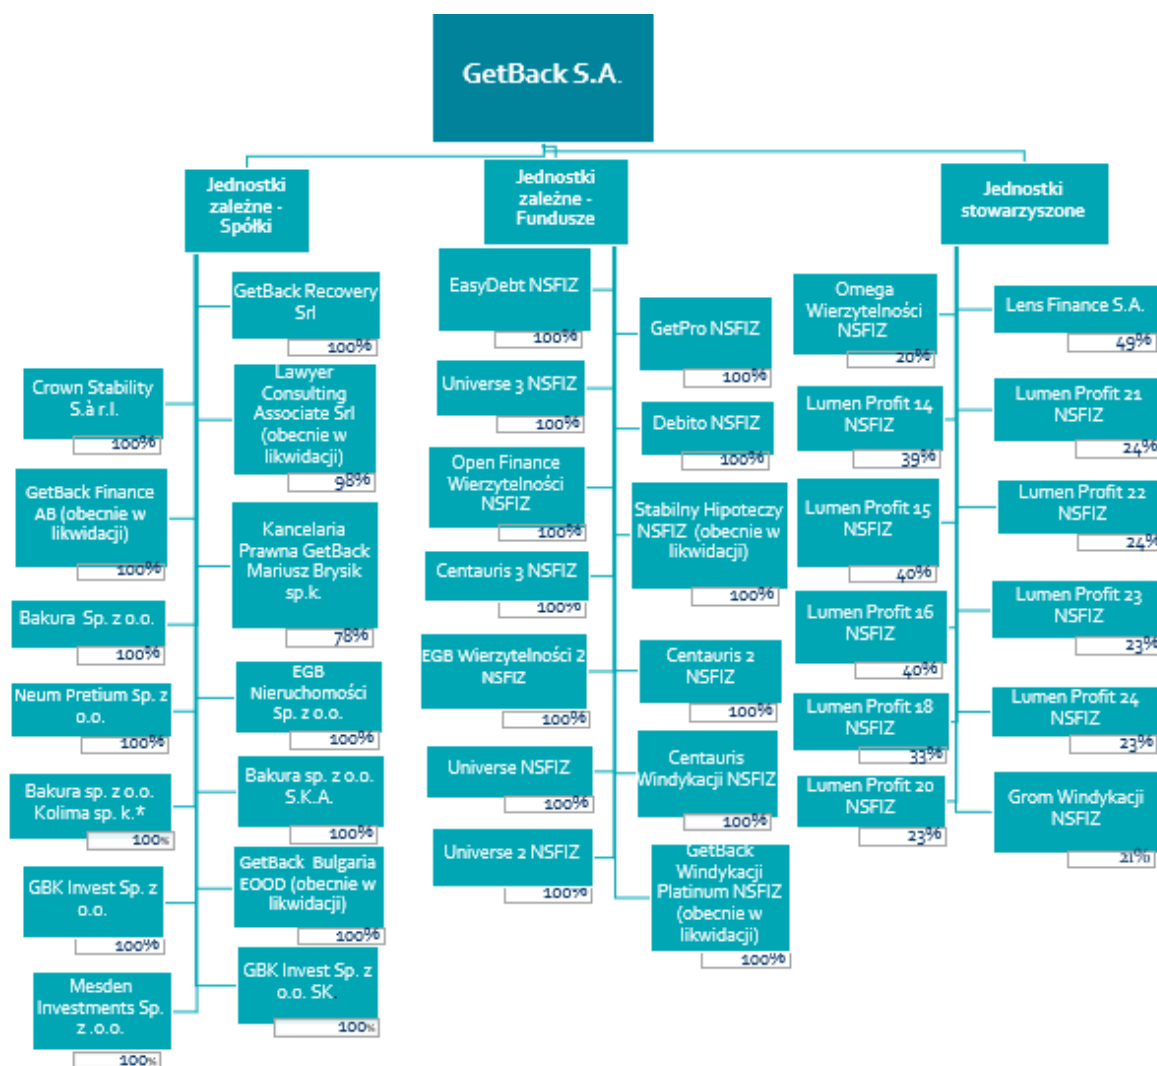 GetBack S.A.
Jednostki
zależne -
Spółki
GetBack Recovery
Srl
100%
Crown Stability
S.à r.l.
100%
Lawyer
Consulting
Associate Srl
(obecnie w
likwidacji)
98%
GetBack Finance
AB (obecnie w
likwidacji)
100%
Kancelaria
Prawna GetBack
Mariusz Brysik
sp.k.
78%
Bakura Sp. z o.o.
100%
Neum Pretium Sp. z
o.o.
100%
EGB
Nieruchomości
Sp. z o.o.
100%
Bakura sp. z o.o.
Kolima sp. k.*
100%
Bakura sp. z o.o.
S.K.A.
100%
GBK Invest Sp. z
o.o.
100%
GetBack Bulgaria
EOOD (obecnie w
likwidacji)
100%
Mesden
Investments Sp.
z .o.o.
100%
GBK Invest Sp. z
o.o. SK.
100%
Jednostki
zależne -
Fundusze
EasyDebt NSFIZ
100%
GetPro NSFIZ
100%
Universe 3 NSFIZ
100%
Debito NSFIZ
100%
Open Finance
Wierzytelności
NSFIZ
100%
Stabilny Hipoteczy
NSFIZ (obecnie w
likwidacji)
100%
Centauris 3 NSFIZ
100%
EGB Wierzytelności 2
NSFIZ
100%
Centauris 2
NSFIZ
100%
Universe NSFIZ
100%
Centauris
Windykacji NSFIZ
100%
Universe 2 NSFIZ
100%
GetBack
Windykacji
Platinum NSFIZ
(obecnie w
likwidacji)
100%
Jednostki
stowarzyszone
Omega
Wierzytelności
NSFIZ
20%
Lens Finance S.A.
49%
Lumen Profit 14
NSFIZ
39%
Lumen Profit 21
NSFIZ
24%
Lumen Profit 15
NSFIZ
40%
Lumen Profit 22
NSFIZ
24%
Lumen Profit 16
NSFIZ
40%
Lumen Profit 23
NSFIZ
23%
Lumen Profit 18
NSFIZ
33%
Lumen Profit 24
NSFIZ
23%
Lumen Profit 20
NSFIZ
23%
Grom Windykacji
NSFIZ
21%